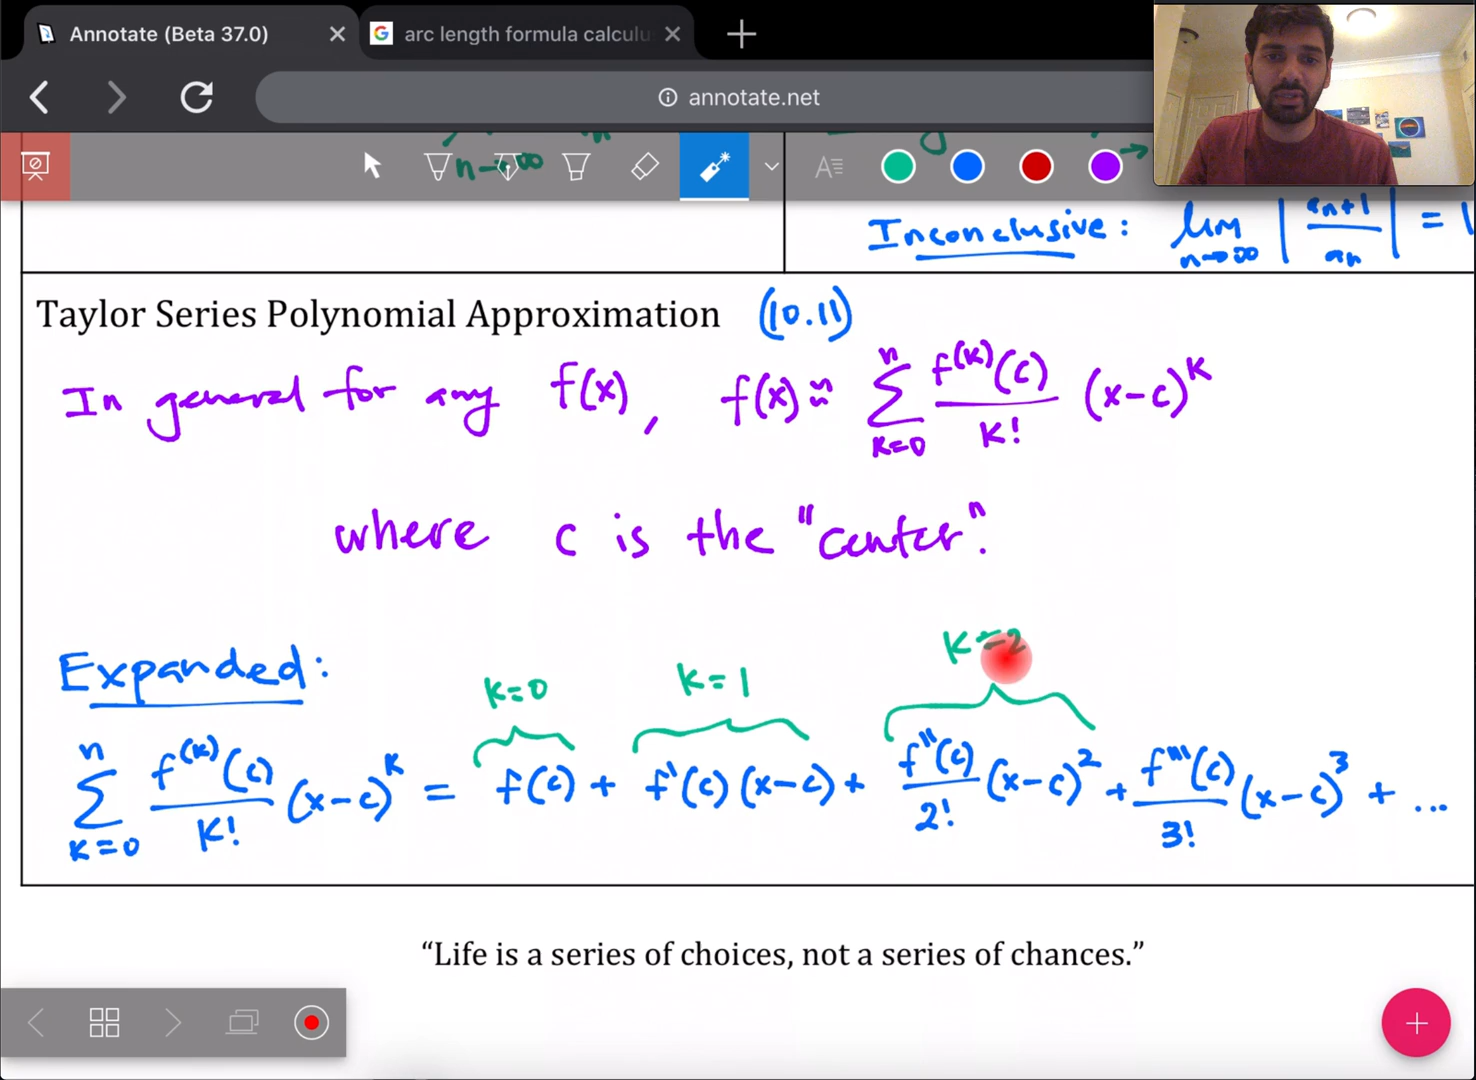 Annotate (Beta 37.0)
arc length formula calculu
annotate.net
n→∞
Inconclusive: lim n→∞ | an+1 / an | = 1
Taylor Series Polynomial Approximation (10.11)
In general for any f(x), f(x) ≈ n Σ k=0 f^(k)(c) / k! (x-c)^k
where c is the "center".
k=2
Expanded: k=0 k=1
n Σ k=0 f^(k)(c) / k! (x-c)^k = f(c) + f'(c)(x-c) + f''(c) / 2! (x-c)^2 + f'''(c) / 3! (x-c)^3 + ...
“Life is a series of choices, not a series of chances.”